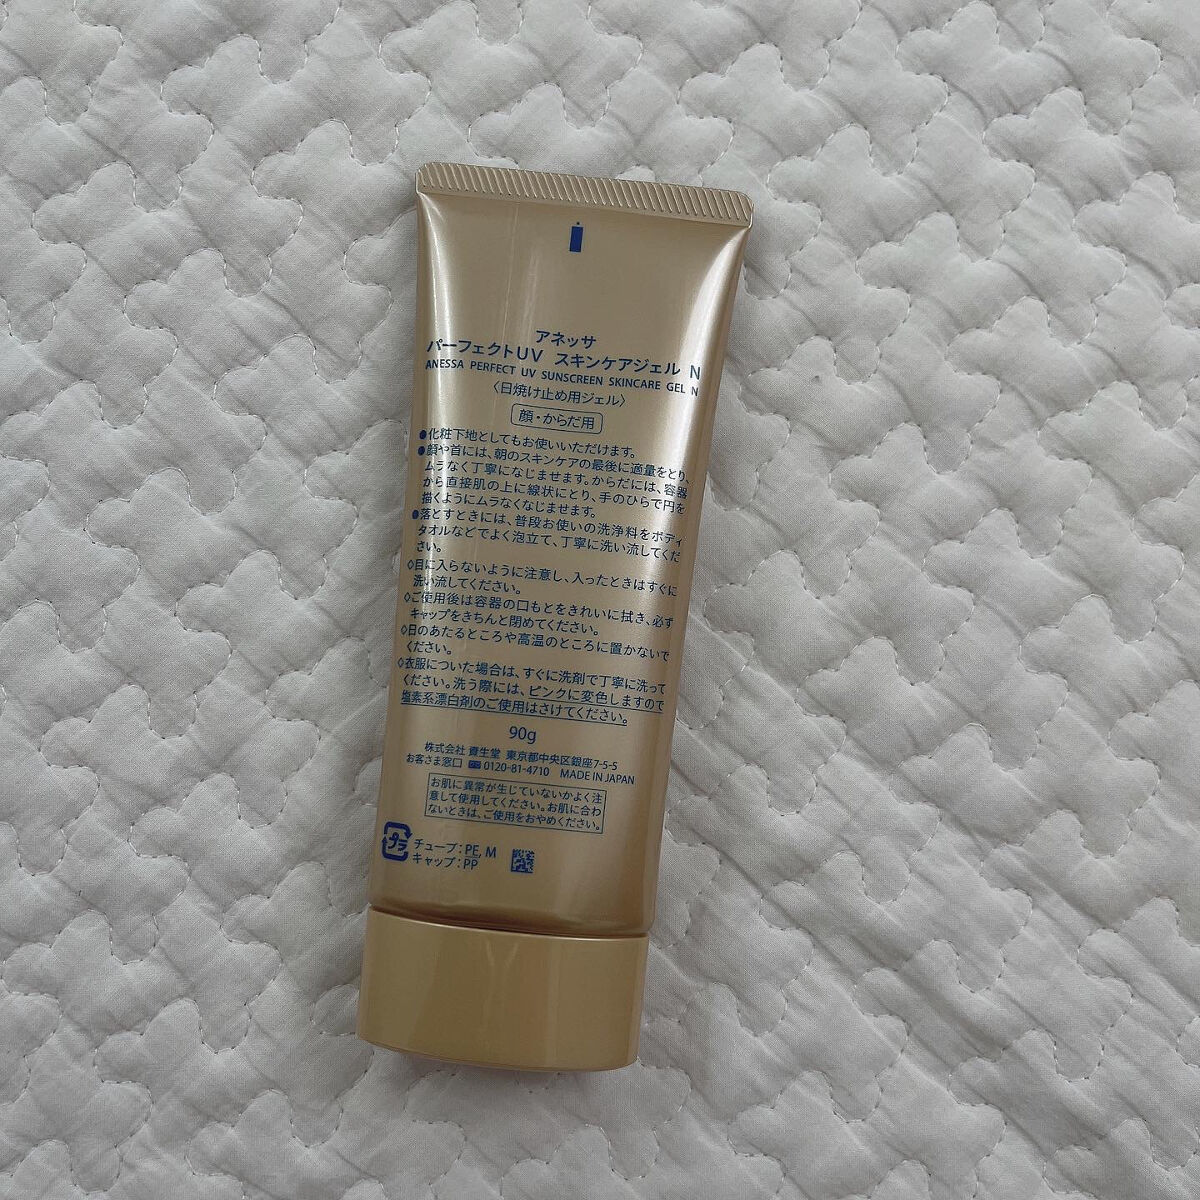 アネッサ
パーフェクトUV スキンケアジェル N
ANESSA PERFECT UV SUNSCREEN SKINCARE GEL N
〈日焼け止め用ジェル〉
顔・からだ用
●化粧下地としてもお使いいただけます。
●顔や首には、朝のスキンケアの最後に適量をとり、
ムラなく丁寧になじませます。からだには、容器
から直接肌の上に線状にとり、手のひらで円を
描くようにムラなくなじませます。
●落とすときには、普段お使いの洗浄料をボディ
タオルなどでよく泡立て、丁寧に洗い流してくだ
さい。
◇目に入らないように注意し、入ったときはすぐに
洗い流してください。
◇ご使用後は容器の口もとをきれいに拭き、必ず
キャップをきちんと閉めてください。
◇日のあたるところや高温のところに置かないで
ください。
◇衣服についた場合は、すぐに洗剤で丁寧に洗って
ください。洗う際には、ピンクに変色しますので
塩素系漂白剤のご使用はさけてください。
90g
株式会社 資生堂 東京都中央区銀座7-5-5
お客さま窓口 0120-81-4710 MADE IN JAPAN
お肌に異常が生じていないかよく注
意して使用してください。お肌に合わ
ないときは、ご使用をおやめください。
プラ チューブ:PE, M
キャップ:PP